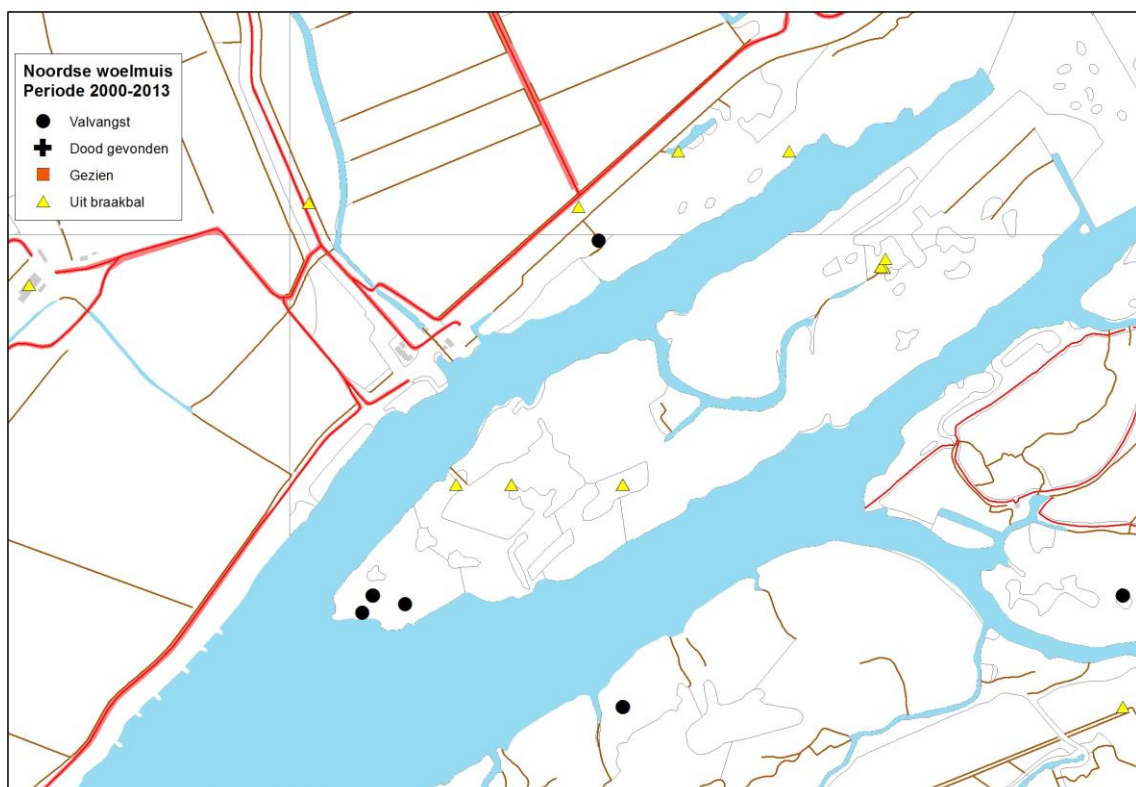 Noordse woelmuis
Periode 2000-2013
Valvangst
Dood gevonden
Gezien
Uit braakbal